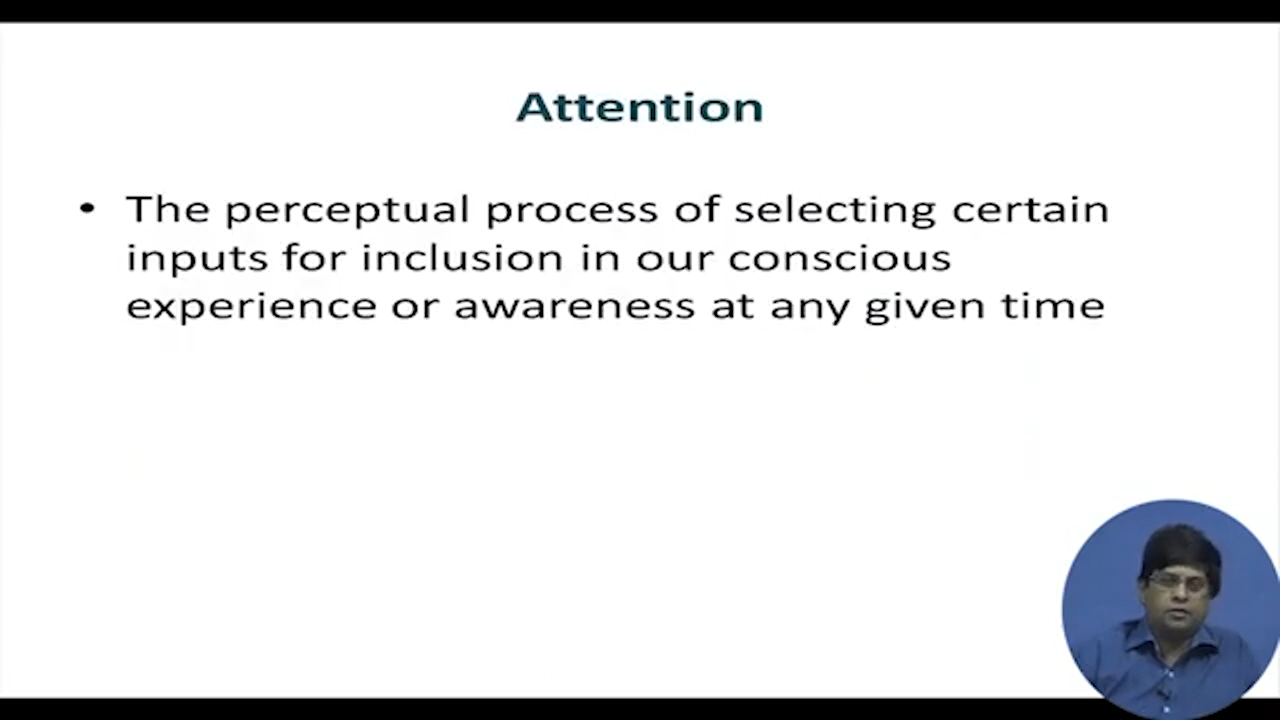 Attention
• The perceptual process of selecting certain
inputs for inclusion in our conscious
experience or awareness at any given time